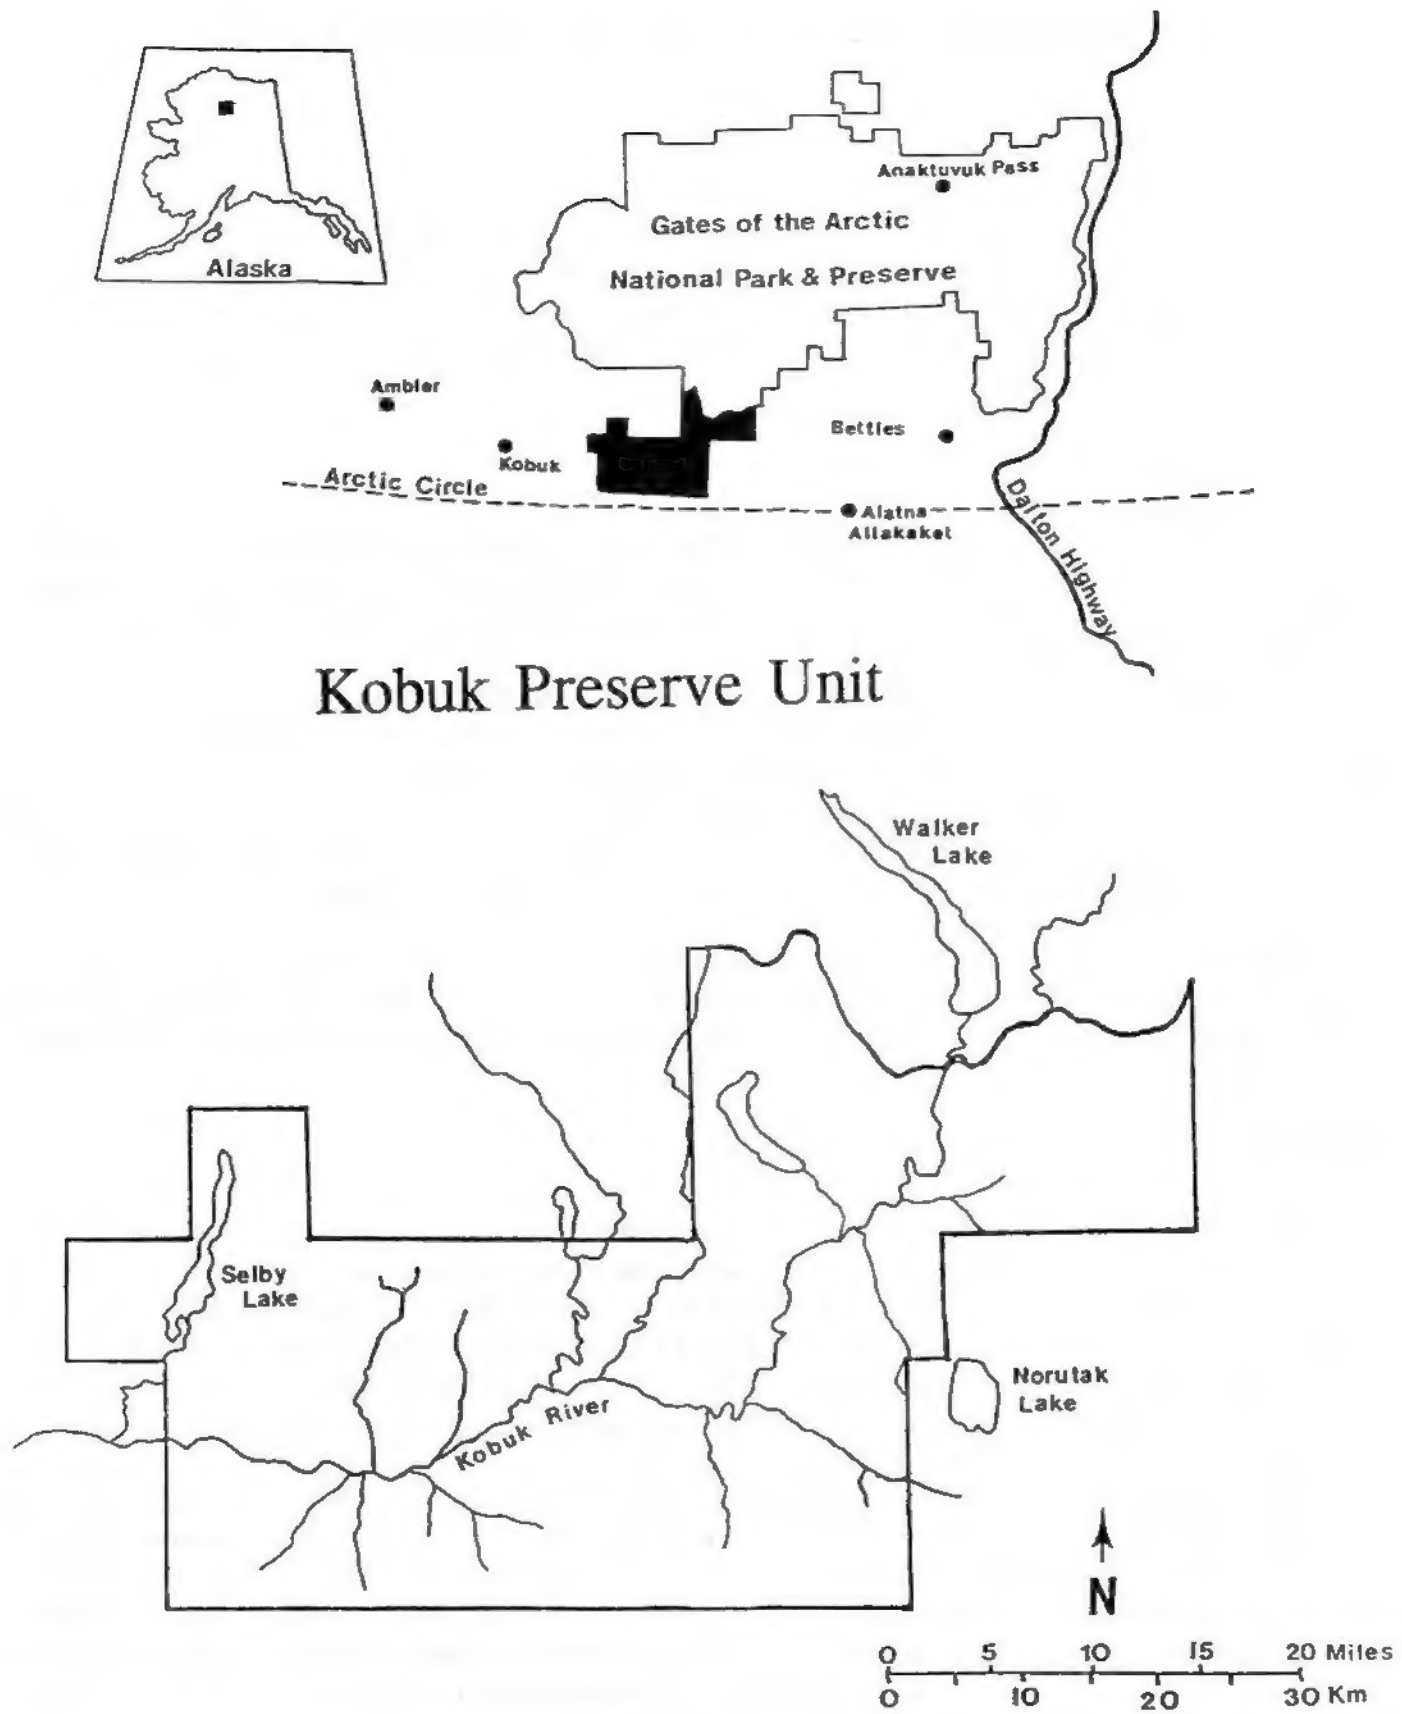 Alaska
Anaktuvuk Pass
Gates of the Arctic
National Park & Preserve
Ambler
Kobuk
Bettles
Arctic Circle
Alatna
Allakaket
Dalton Highway
Kobuk Preserve Unit
Walker
Lake
Selby
Lake
Norutak
Lake
Kobuk River
N
0 5 10 15 20 Miles
0 10 20 30 Km